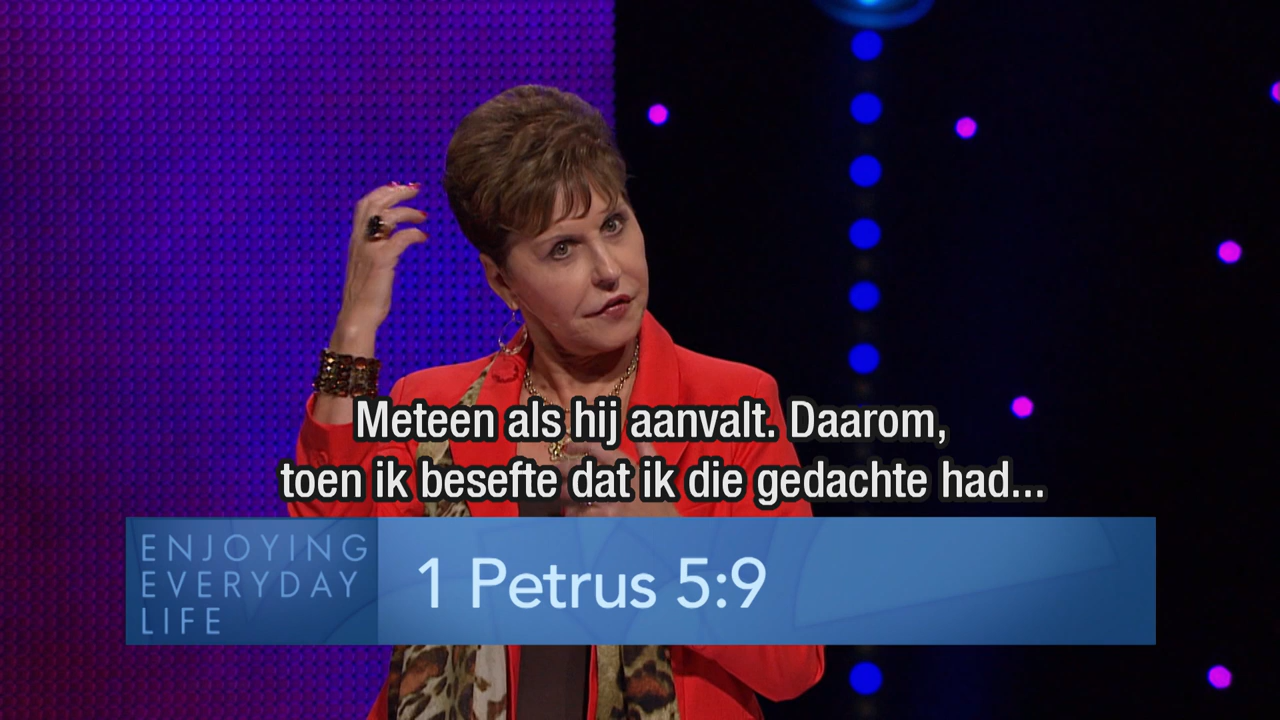 Meteen als hij aanvalt. Daarom,
toen ik besefte dat ik die gedachte had...
ENJOYING
EVERYDAY
LIFE
1 Petrus 5:9